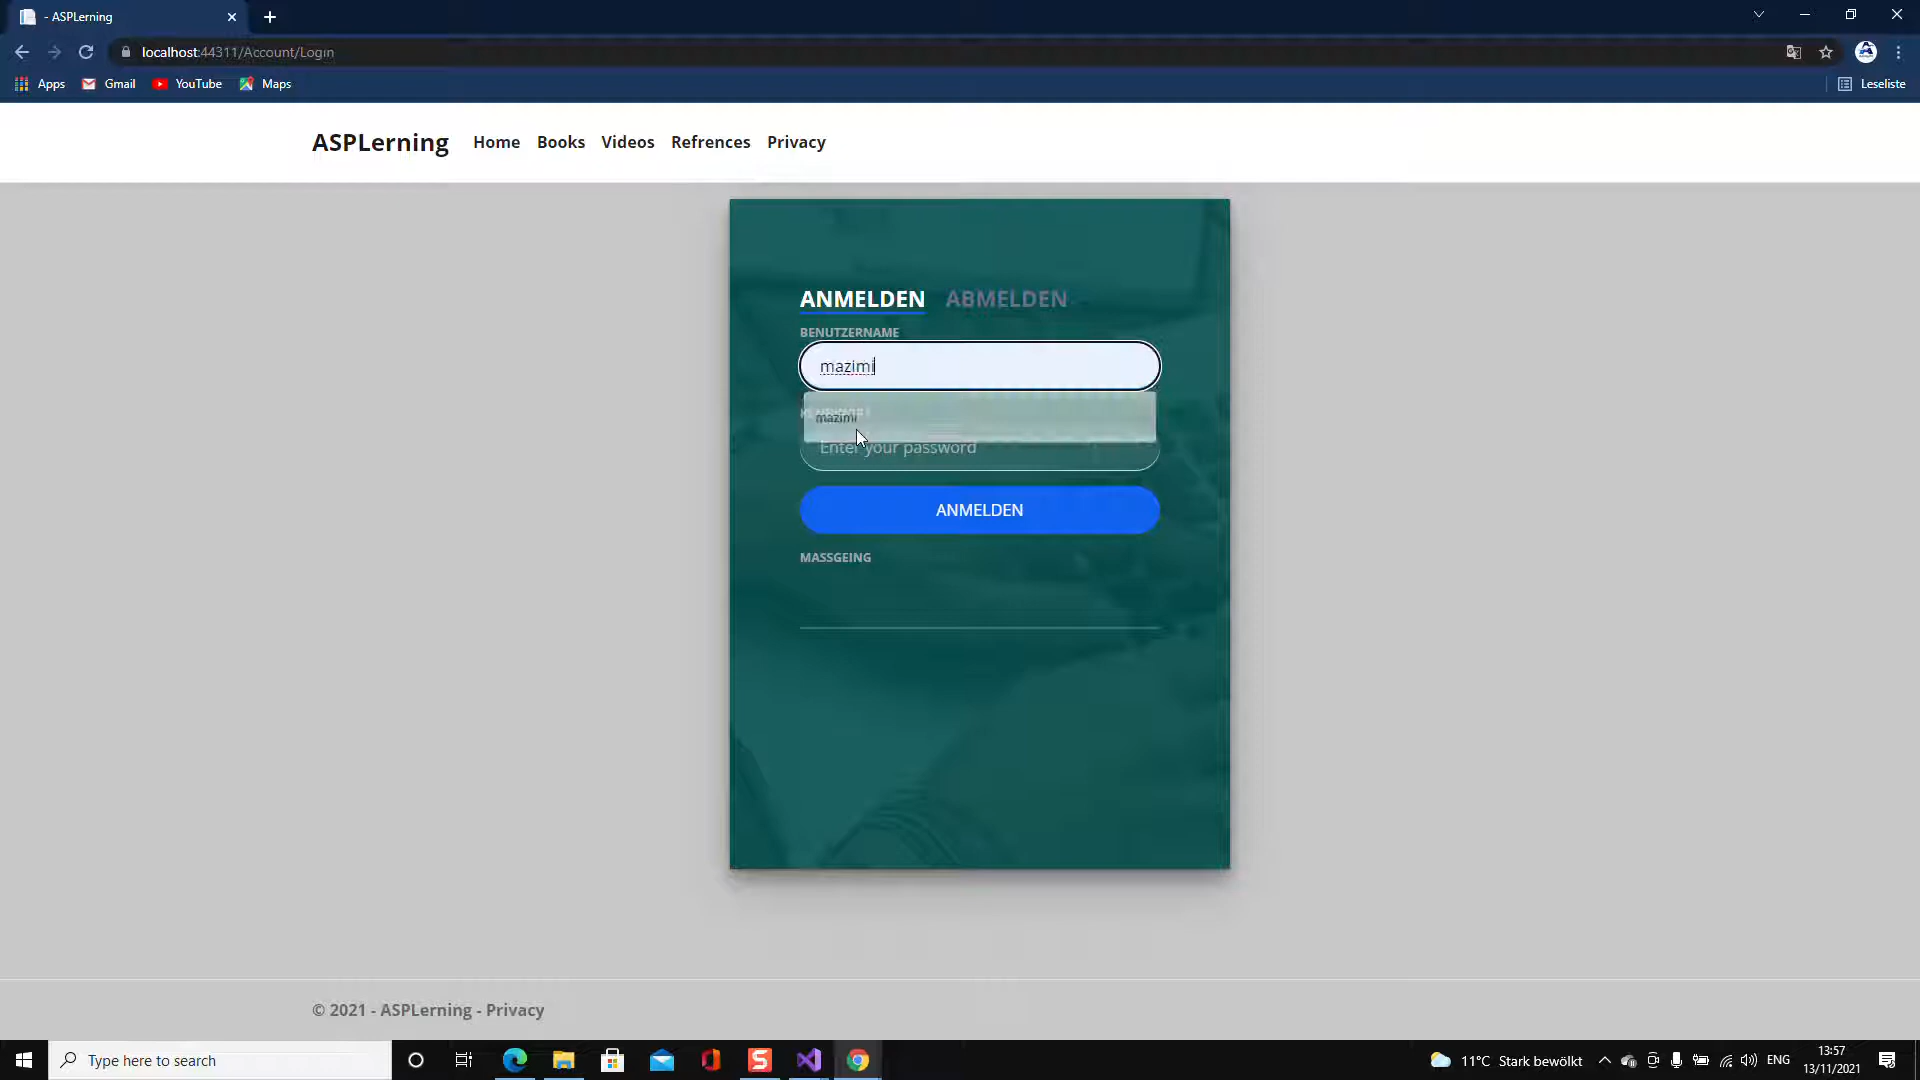 - ASPLerning
localhost:44311/Account/Login
Apps Gmail YouTube Maps Leseliste
ASPLerning Home Books Videos Refrences Privacy
ANMELDEN ABMELDEN
BENUTZERNAME
mazimi
mazimi
Enter your password
ANMELDEN
MASSGEING
© 2021 - ASPLerning - Privacy
Type here to search
11°C Stark bewölkt
ENG
13:57
13/11/2021